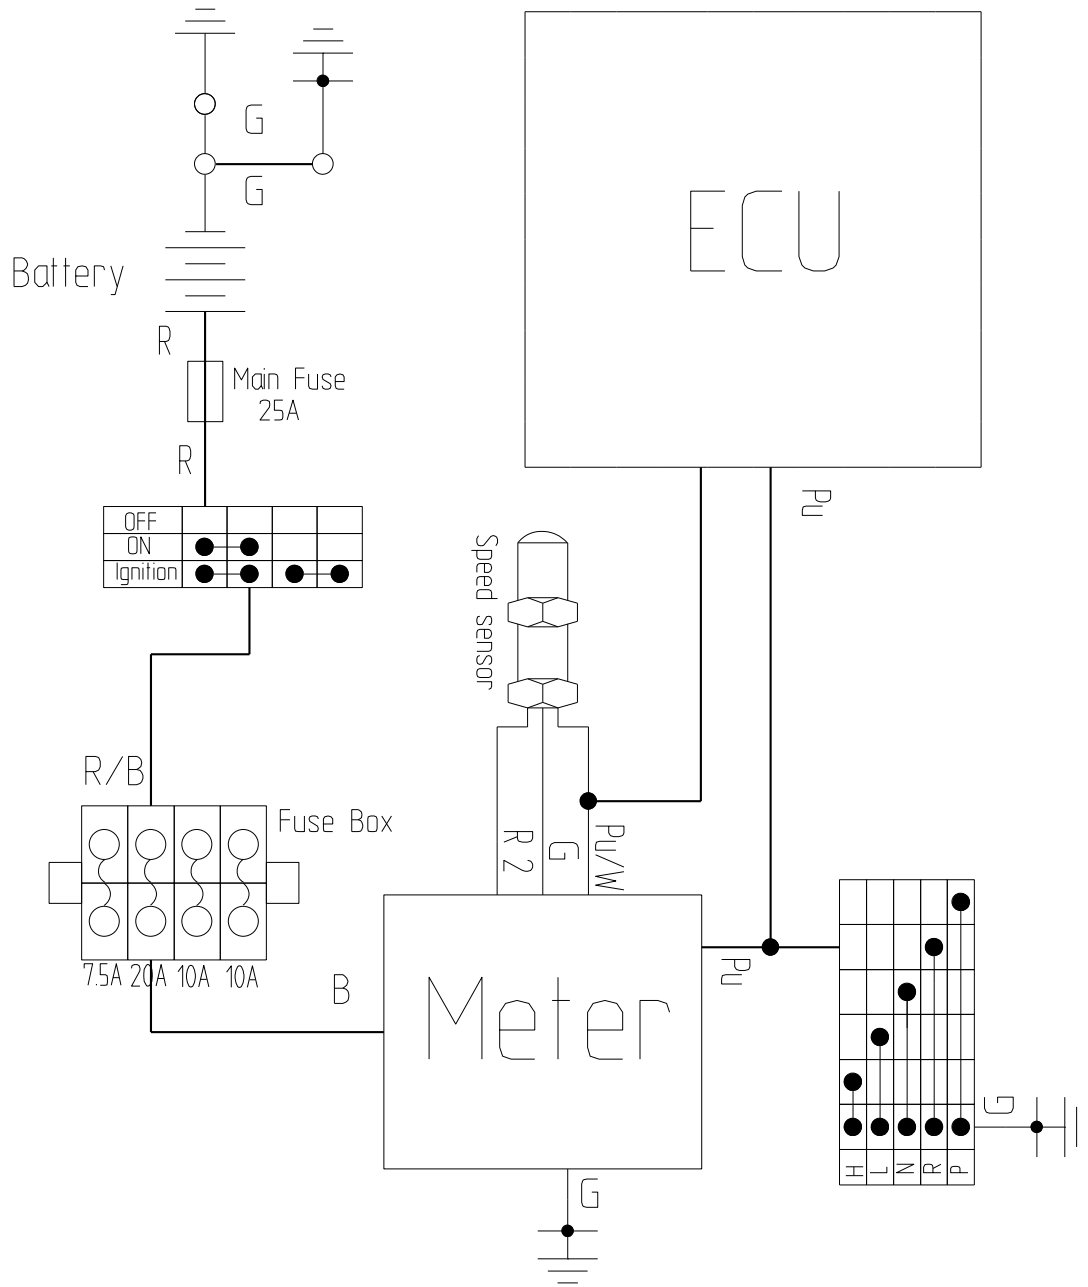 G
G
ECU
Battery
R
Main Fuse
25A
R
Pu
OFF
ON
Ignition
Speed sensor
R/B
Fuse Box
R 2
G
Pu/W
7.5A 20A 10A 10A
B
Meter
Pu
G
H L N R P
G